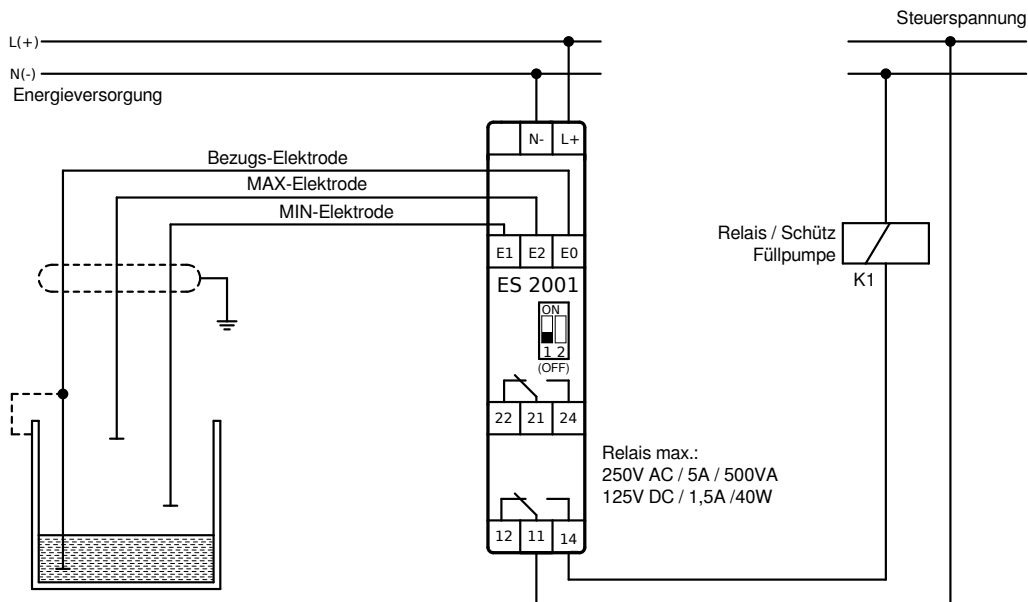 Steuerspannung
L(+)
N(-)
Energieversorgung
N- L+
Bezugs-Elektrode
MAX-Elektrode
MIN-Elektrode
Relais / Schütz
Füllpumpe
K1
E1 E2 E0
ES 2001
ON
1 2
(OFF)
22 21 24
Relais max.:
250V AC / 5A / 500VA
125V DC / 1,5A /40W
12 11 14